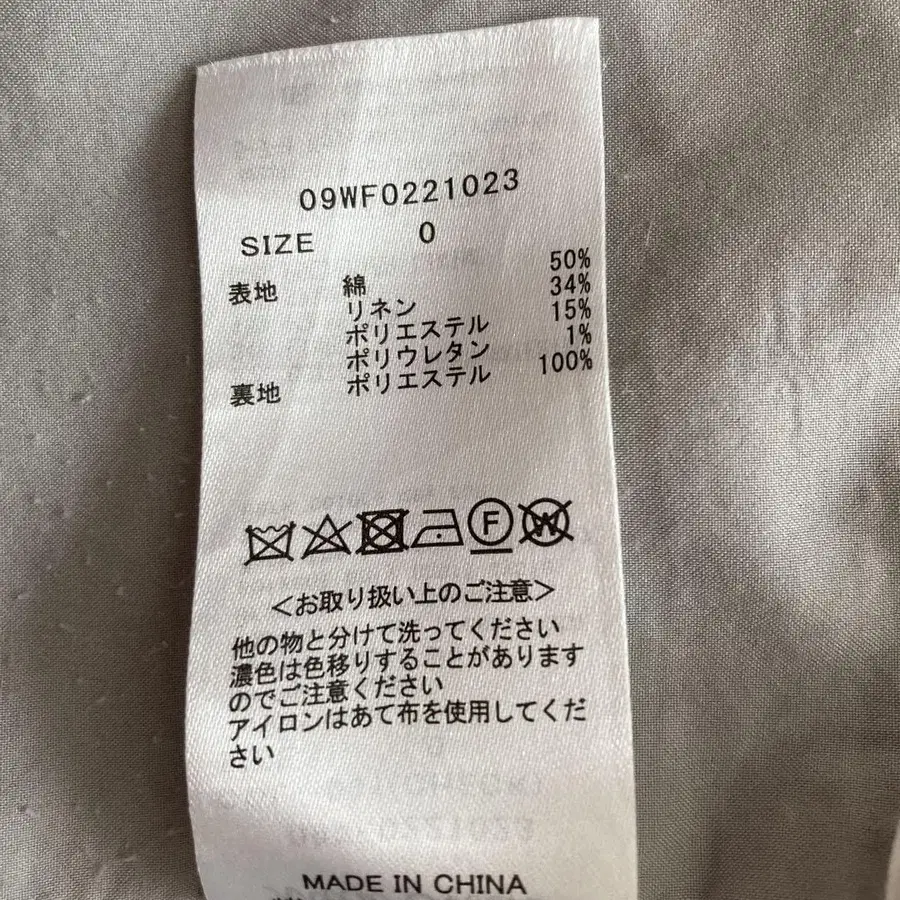 09WF0221023
SIZE 0
表地 綿 50%
リネン 34%
ポリエステル 15%
ポリウレタン 1%
裏地 ポリエステル 100%
F W
＜お取り扱い上のご注意＞
他の物と分けて洗ってください
濃色は色移りすることがあります
のでご注意ください
アイロンはあて布を使用してくだ
さい
MADE IN CHINA